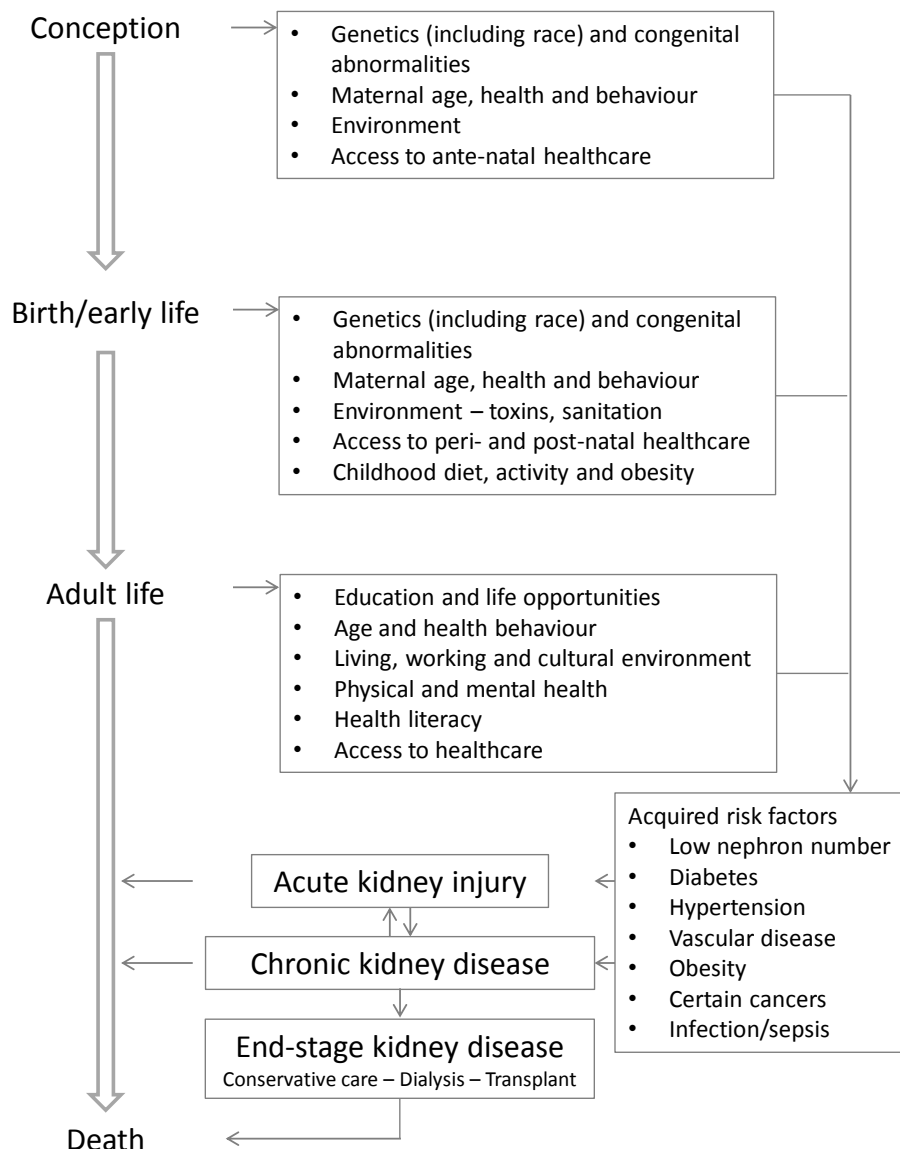 Conception
• Genetics (including race) and congenital
abnormalities
• Maternal age, health and behaviour
• Environment
• Access to ante-natal healthcare
Birth/early life
• Genetics (including race) and congenital
abnormalities
• Maternal age, health and behaviour
• Environment – toxins, sanitation
• Access to peri- and post-natal healthcare
• Childhood diet, activity and obesity
Adult life
• Education and life opportunities
• Age and health behaviour
• Living, working and cultural environment
• Physical and mental health
• Health literacy
• Access to healthcare
Acquired risk factors
• Low nephron number
• Diabetes
• Hypertension
• Vascular disease
• Obesity
• Certain cancers
• Infection/sepsis
Acute kidney injury
Chronic kidney disease
End-stage kidney disease
Conservative care – Dialysis – Transplant
Death